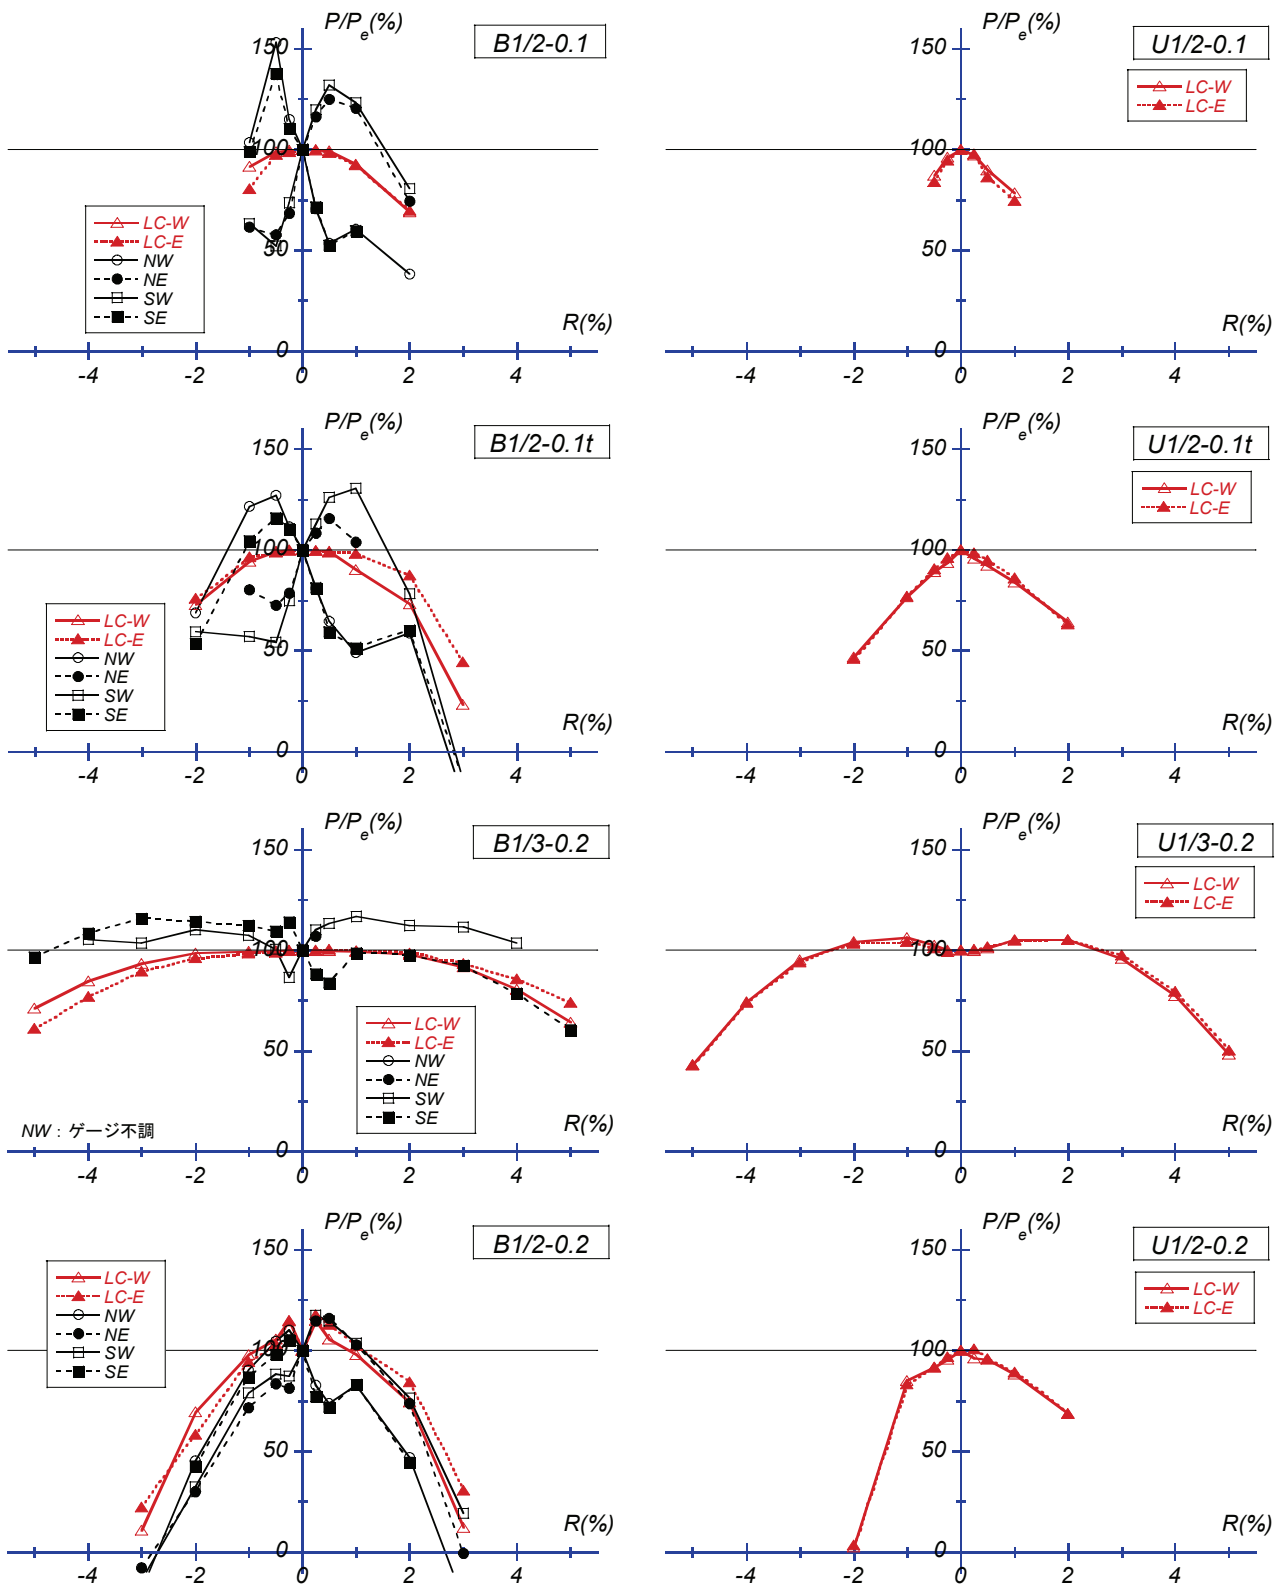 P/Pe(%)
B1/2-0.1
150
100
50
0
LC-W
LC-E
NW
NE
SW
SE
R(%)
-4 -2 0 2 4
P/Pe(%)
U1/2-0.1
LC-W
LC-E
150
100
50
0
R(%)
-4 -2 0 2 4
P/Pe(%)
B1/2-0.1t
150
100
50
0
LC-W
LC-E
NW
NE
SW
SE
R(%)
-4 -2 0 2 4
P/Pe(%)
U1/2-0.1t
LC-W
LC-E
150
100
50
0
R(%)
-4 -2 0 2 4
P/Pe(%)
B1/3-0.2
150
100
50
0
LC-W
LC-E
NW
NE
SW
SE
NW : ゲージ不調
R(%)
-4 -2 0 2 4
P/Pe(%)
U1/3-0.2
LC-W
LC-E
150
100
50
0
R(%)
-4 -2 0 2 4
P/Pe(%)
B1/2-0.2
150
100
50
0
LC-W
LC-E
NW
NE
SW
SE
R(%)
-4 -2 0 2 4
P/Pe(%)
U1/2-0.2
LC-W
LC-E
150
100
50
0
R(%)
-4 -2 0 2 4